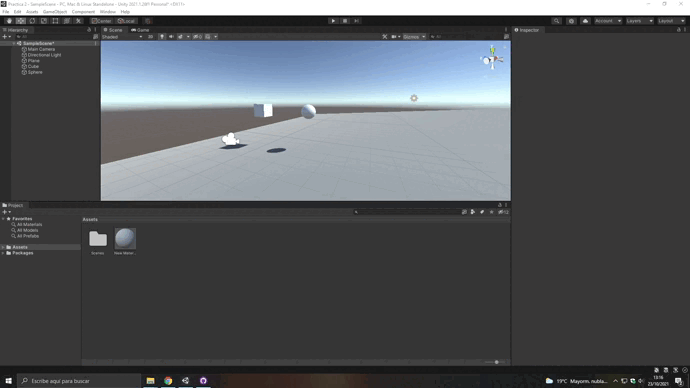 Practica 2 - SampleScene - PC, Mac & Linux Standalone - Unity 2021.1 Personal* <DX11>
File Edit Assets GameObject Component Window Help
Center Local Account Layers Layout
Hierarchy Scene Game Inspector
Shaded 2D Gizmos All
SampleScene*
Main Camera
Directional Light
Plane
Cube
Sphere
Project
Favorites Assets
All Materials
All Models
All Prefabs
Assets
Packages
Scenes New Mater...
Escribe aquí para buscar
19°C Mayorm. nubla...
13:16
23/10/2021